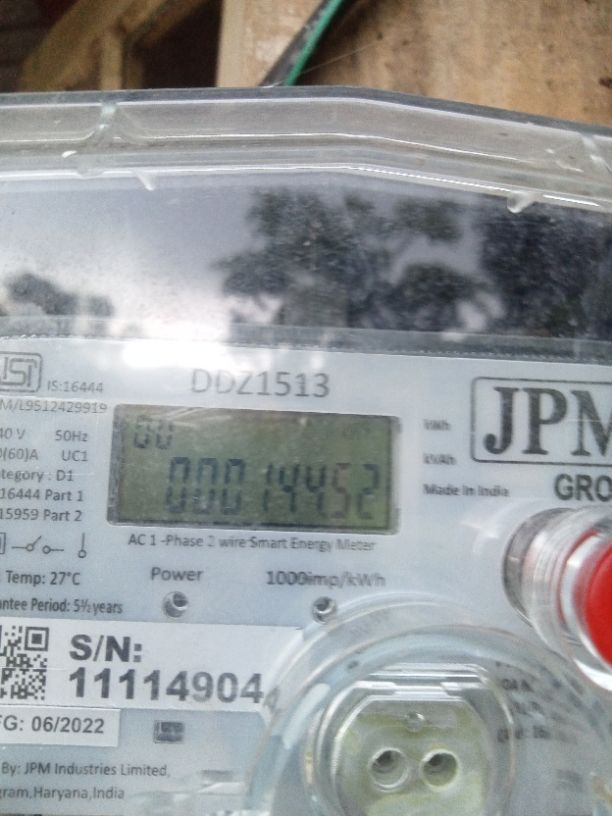 IS:16444
DDZ1513
M/L9512429919
JPM
40 V 50Hz
0(60)A UC1
ategory : D1
16444 Part 1
15959 Part 2
00
00014452
kWh
kVAh
Made In India
GRO
AC 1 -Phase 2 wire Smart Energy Meter
Temp: 27°C
Power
1000imp/kWh
antee Period: 5½ years
S/N:
11114904
FG: 06/2022
By: JPM Industries Limited,
gram, Haryana, India